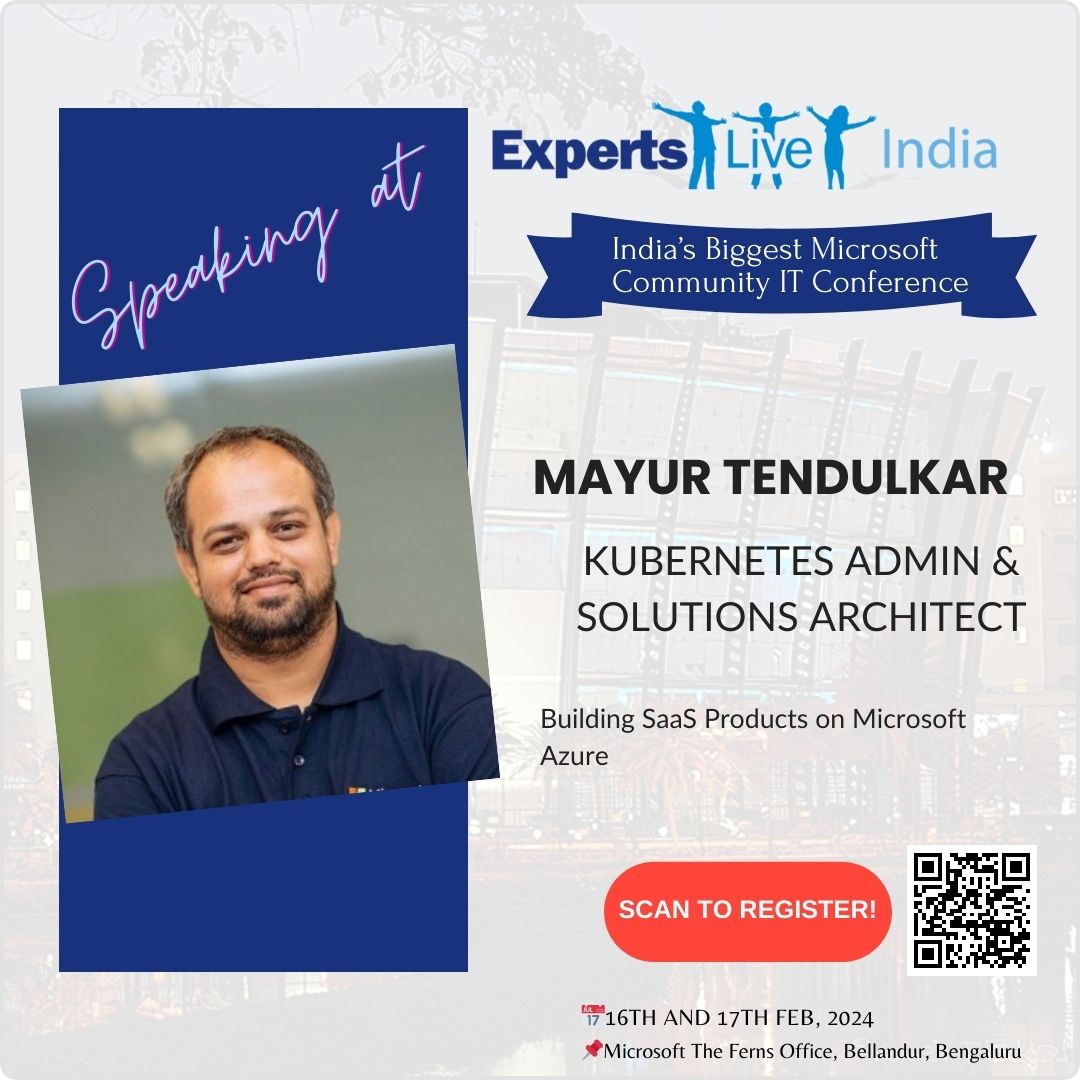 Speaking at
Experts Live India
India's Biggest Microsoft
Community IT Conference
MAYUR TENDULKAR
KUBERNETES ADMIN &
SOLUTIONS ARCHITECT
Building SaaS Products on Microsoft
Azure
SCAN TO REGISTER!
📅16TH AND 17TH FEB, 2024
📌Microsoft The Ferns Office, Bellandur, Bengaluru